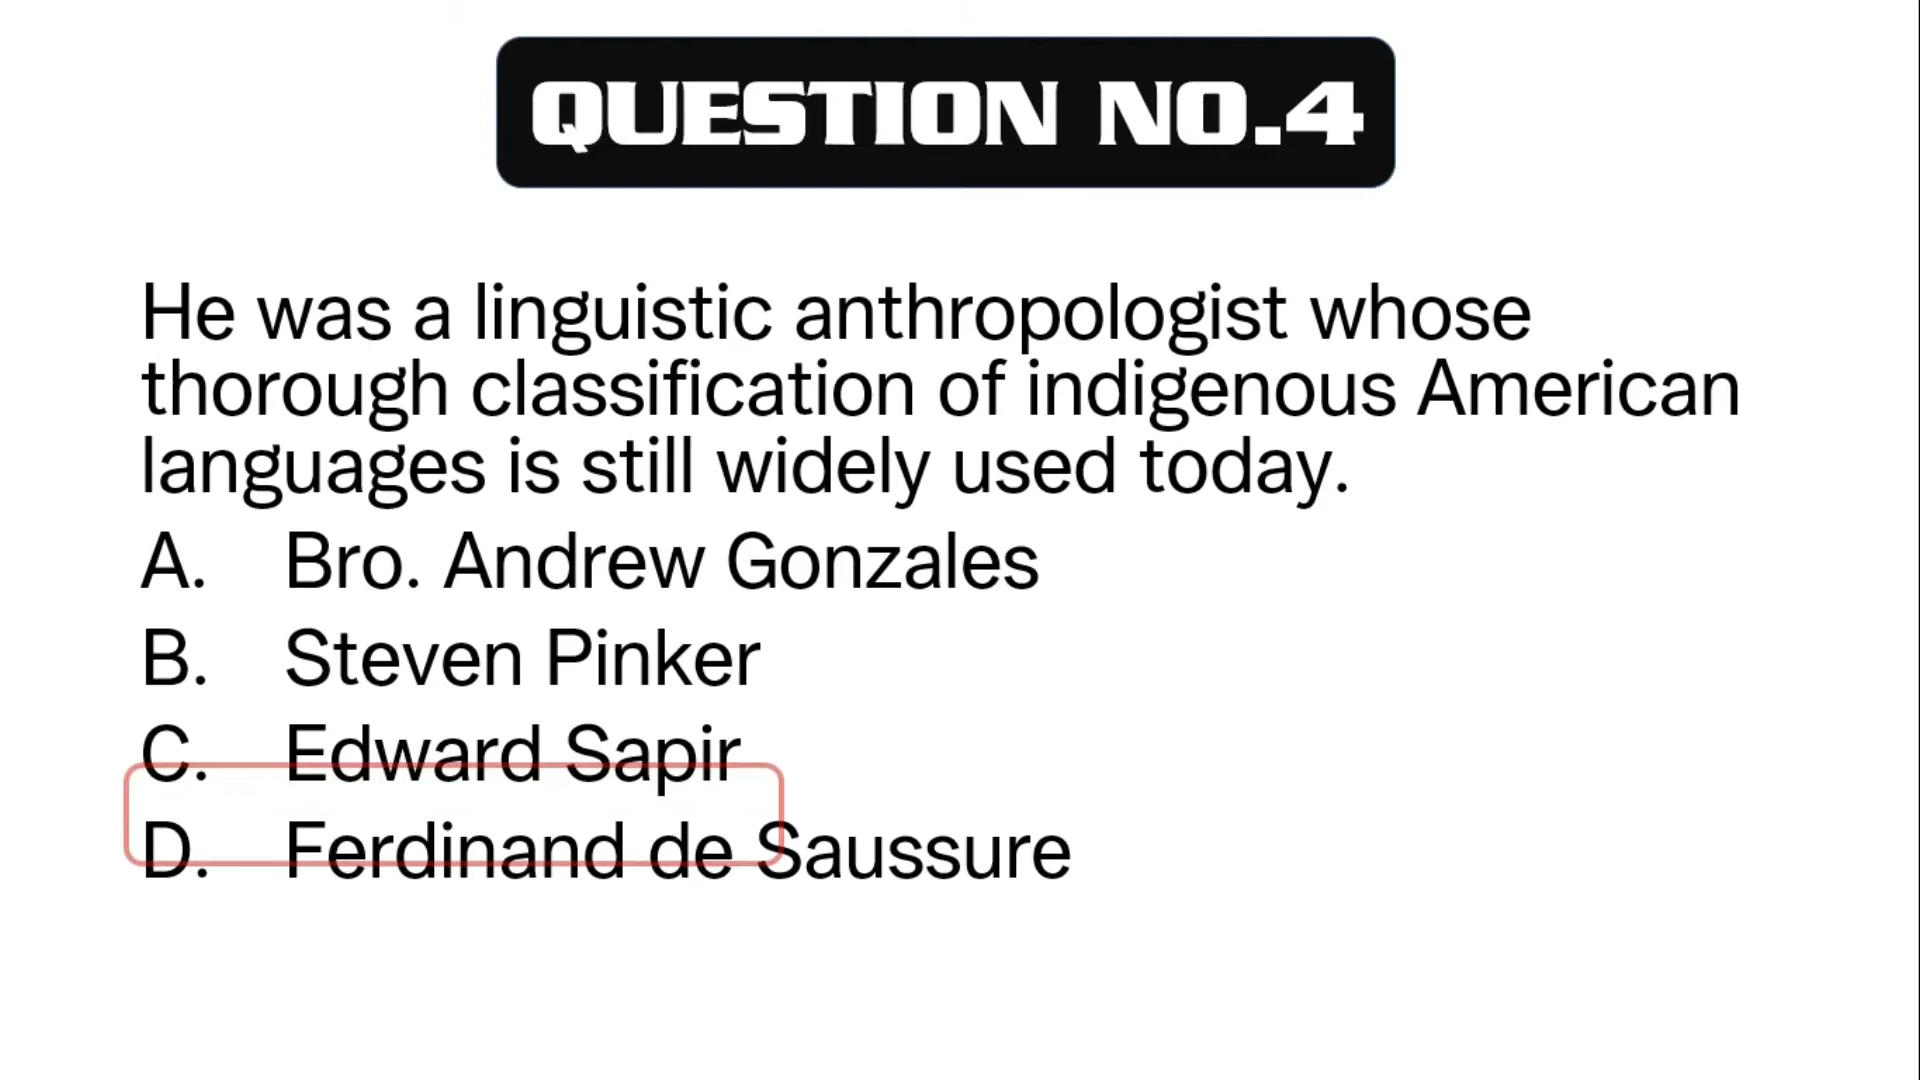 QUESTION NO.4
He was a linguistic anthropologist whose
thorough classification of indigenous American
languages is still widely used today.
A. Bro. Andrew Gonzales
B. Steven Pinker
C. Edward Sapir
D. Ferdinand de Saussure